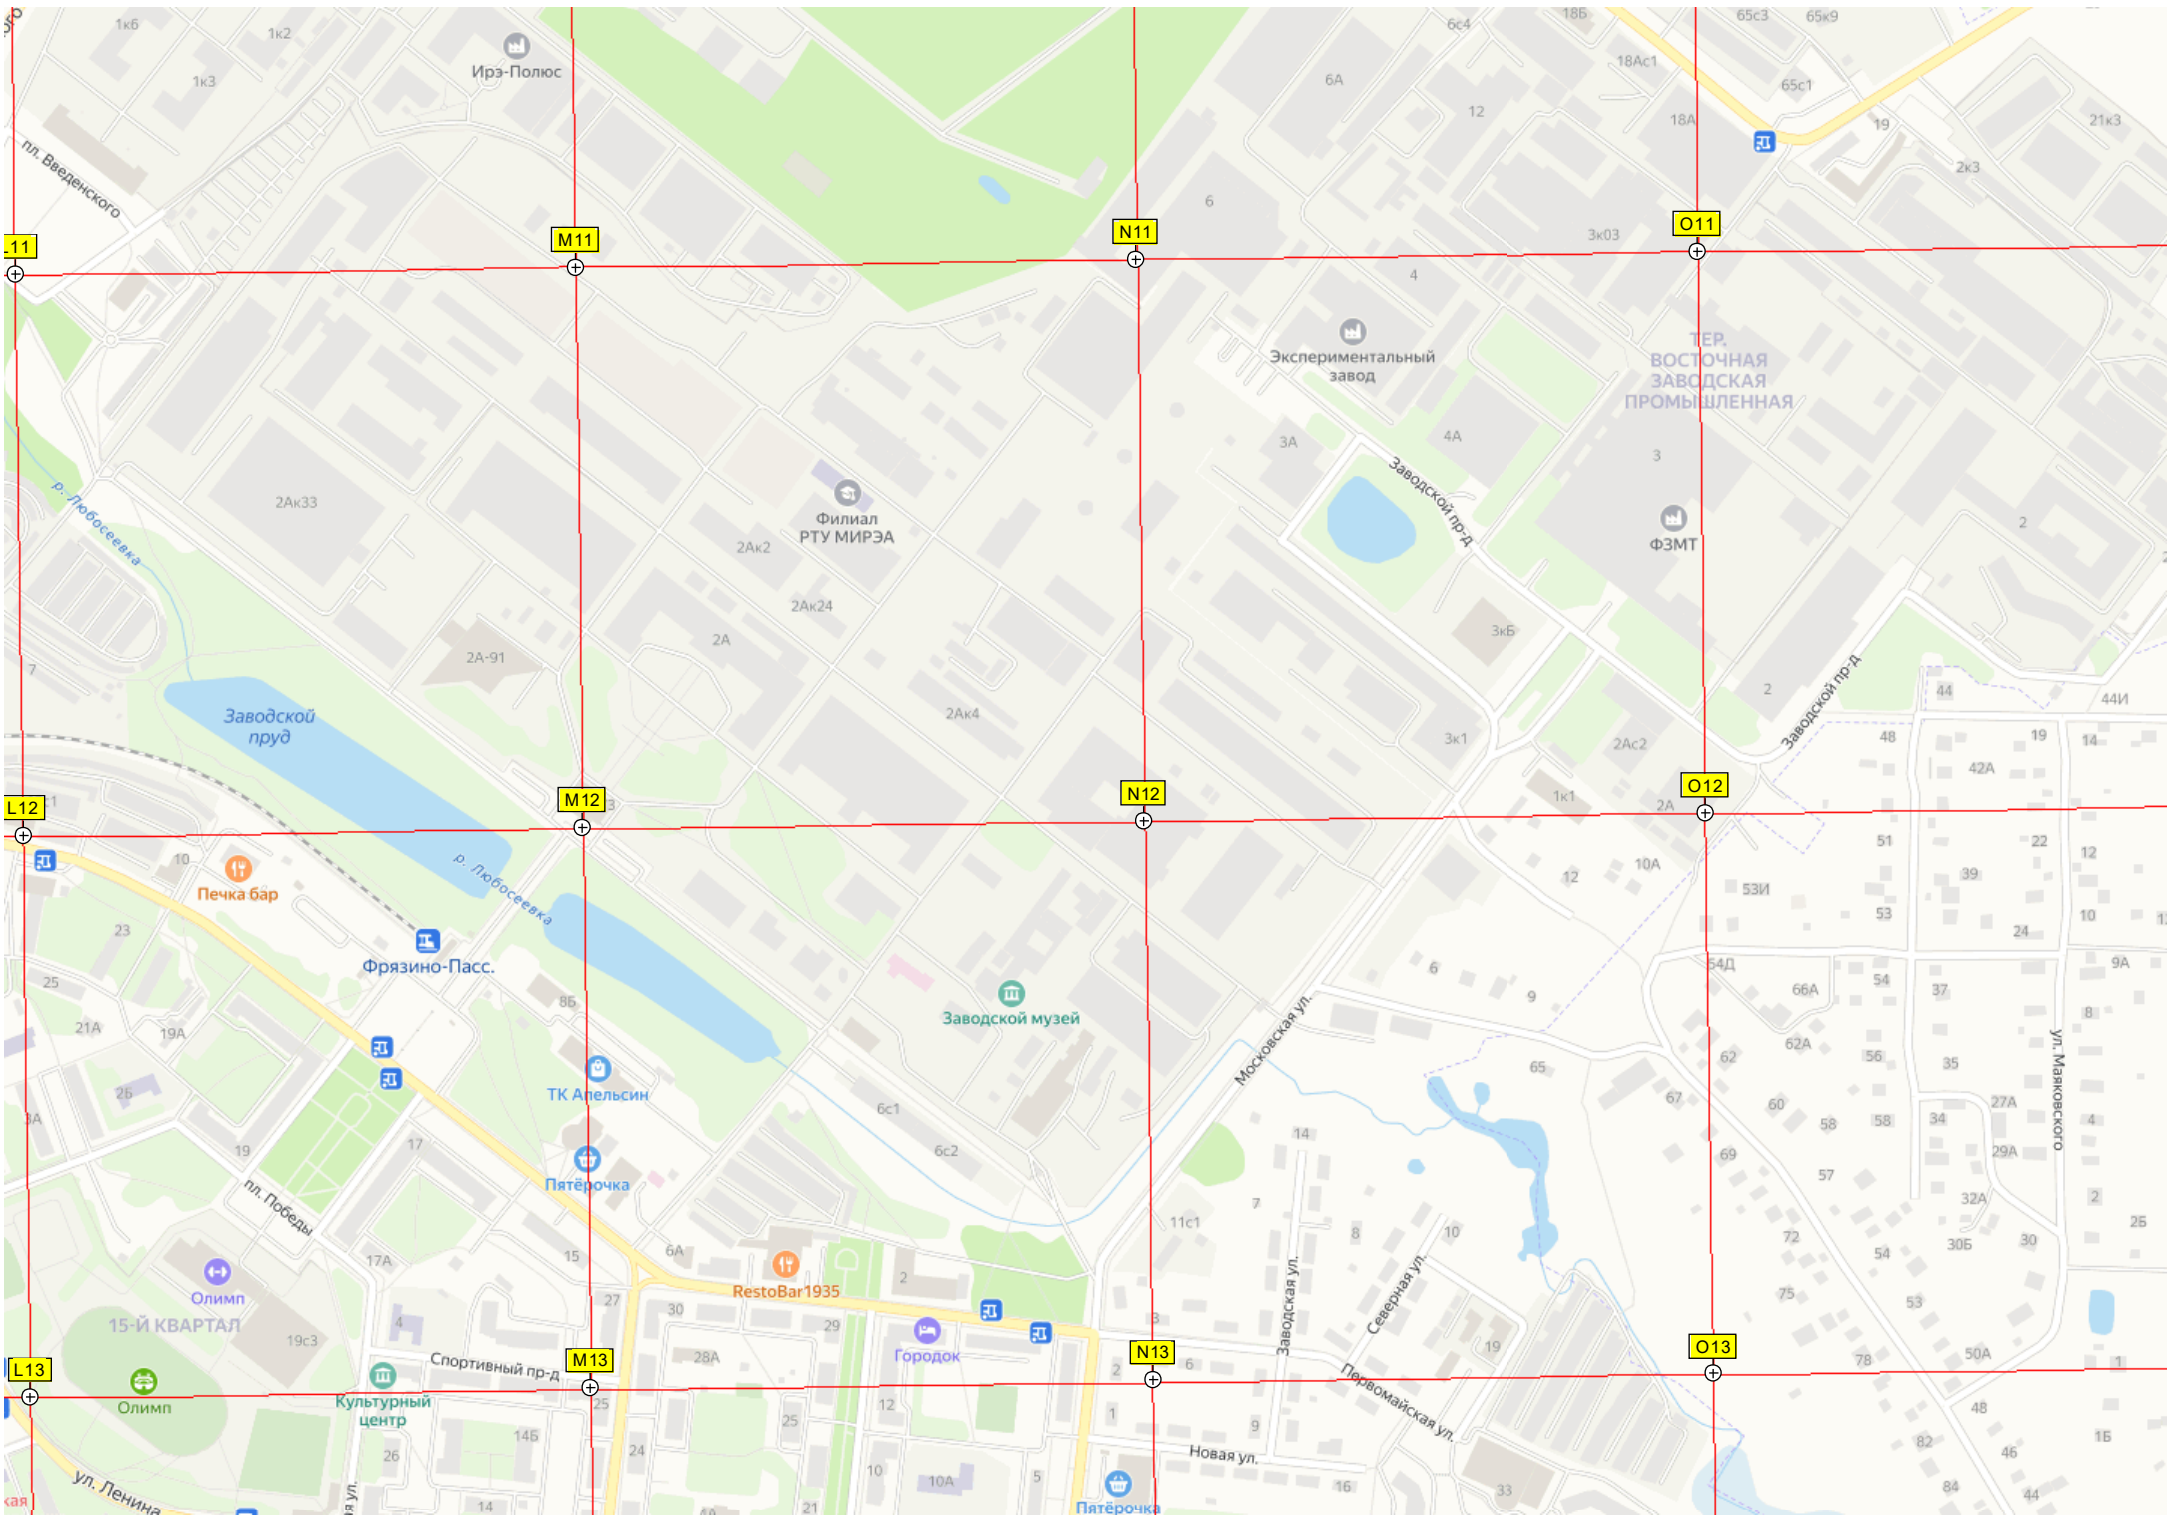 1к6
1к2
Ирэ-Полюс
6с4
18Б
65с3
65к9
1к3
6А
18Ас1
65с1
12
18А
19
21к3
пл. Введенского
2к3
6
3к03
L11
M11
N11
O11
4
Экспериментальный
завод
ТЕР.
ВОСТОЧНАЯ
ЗАВОДСКАЯ
ПРОМЫШЛЕННАЯ
3А
4А
3
Заводской пр-д
2Ак33
р. Любосеевка
Филиал
РТУ МИРЭА
2Ак2
ФЗМТ
2
2Ак24
2А
3кБ
2А-91
7
2
Заводской пр-д
44
44И
Заводской
пруд
2Ак4
3к1
2Ас2
48
19
14
42А
L12
M12
N12
O12
1к1
2А
51
22
12
10
Печка бар
р. Любосеевка
12
10А
39
53И
53
10
23
24
Фрязино-Пасс.
6
54Д
9А
25
8Б
Заводской музей
9
66А
54
37
8
21А
19А
Московская ул.
62
62А
56
35
ул. Маяковского
ТК Апельсин
65
2Б
3А
6с1
67
60
58
58
34
27А
4
19
17
6с2
14
69
29А
Пятёрочка
57
32А
2
пл. Победы
7
11с1
8
10
72
2Б
17А
15
6А
54
30Б
30
Олимп
RestoBar1935
2
Заводская ул.
Северная ул.
75
53
15-Й КВАРТАЛ
19с3
4
27
30
29
3
Городок
28А
19
L13
M13
N13
O13
Спортивный пр-д
2
6
78
50А
1
Олимп
Культурный
центр
25
25
12
1
9
Первомайская ул.
48
26
14Б
24
Новая ул.
82
46
1Б
ул. Ленина
10
10А
5
16
33
84
44
14
21
Пятёрочка